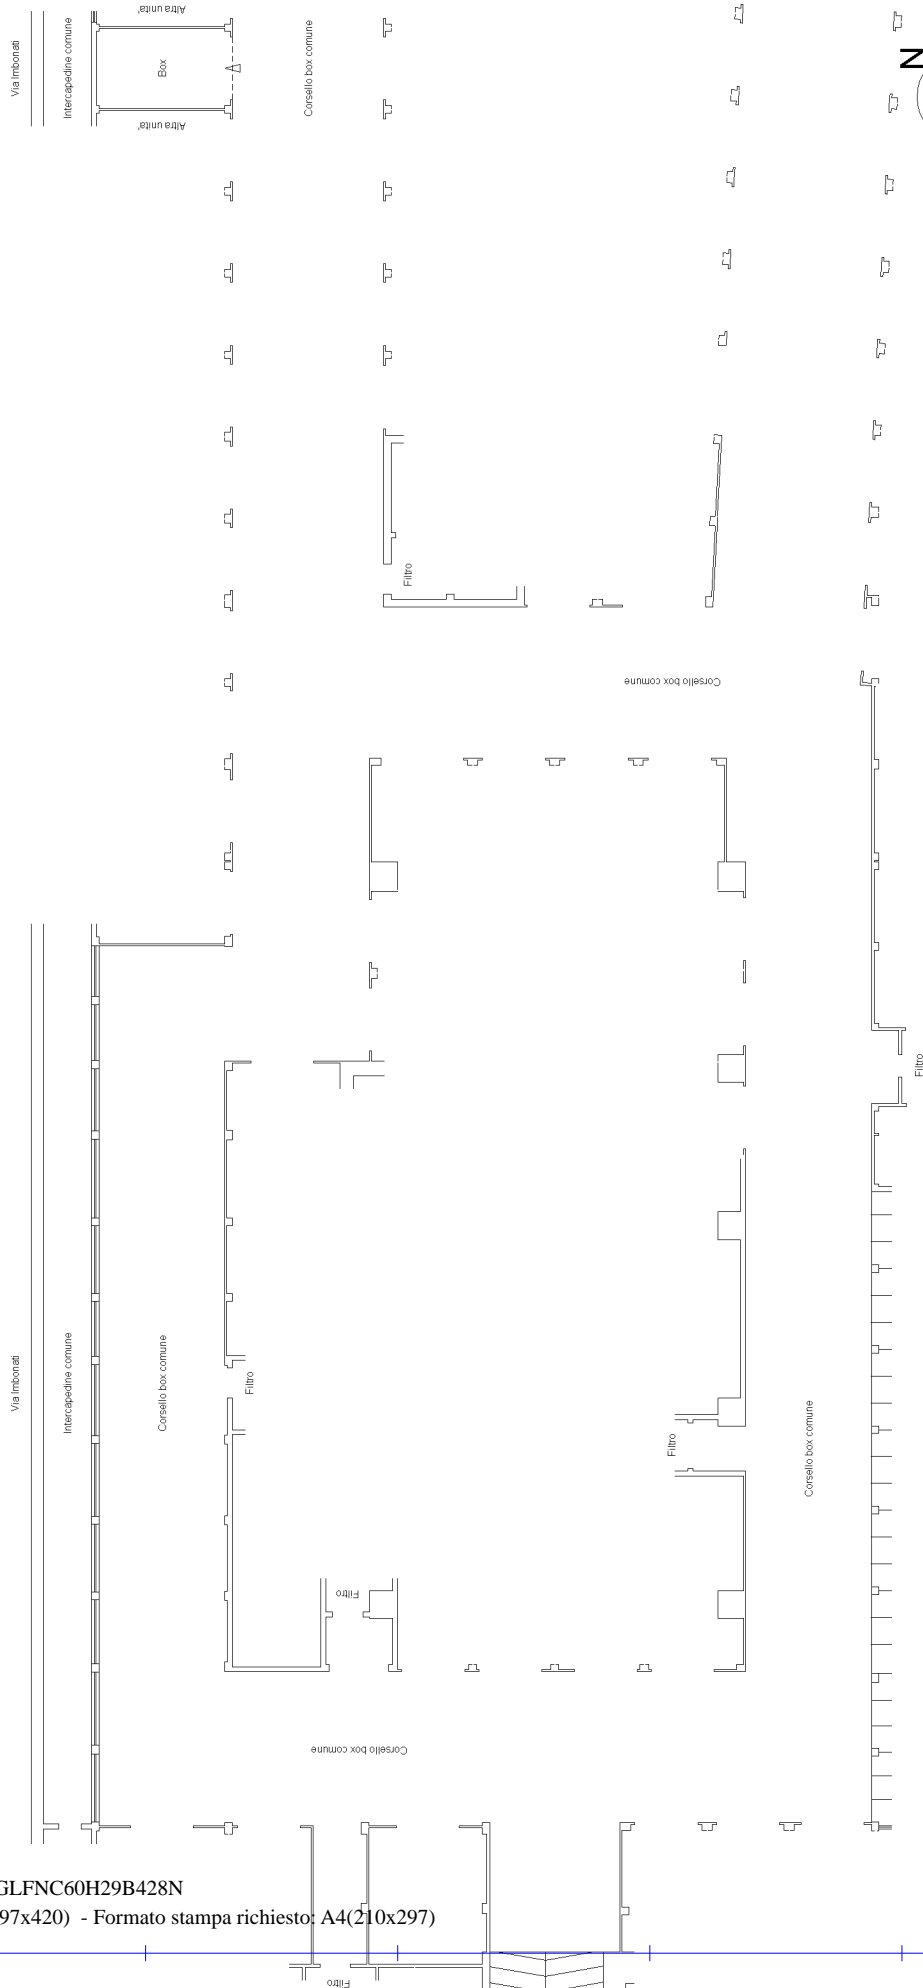 Altra unita'
Via Imbonati
Intercapedine comune
Box
Corsello box comune
N
Altra unita'
Filtro
Corsello box comune
Filtro
Via Imbonati
Intercapedine comune
Corsello box comune
Filtro
Filtro
Corsello box comune
Filtro
Corsello box comune
GLFNC60H29B428N
97x420) - Formato stampa richiesto: A4(210x297)
Filtro